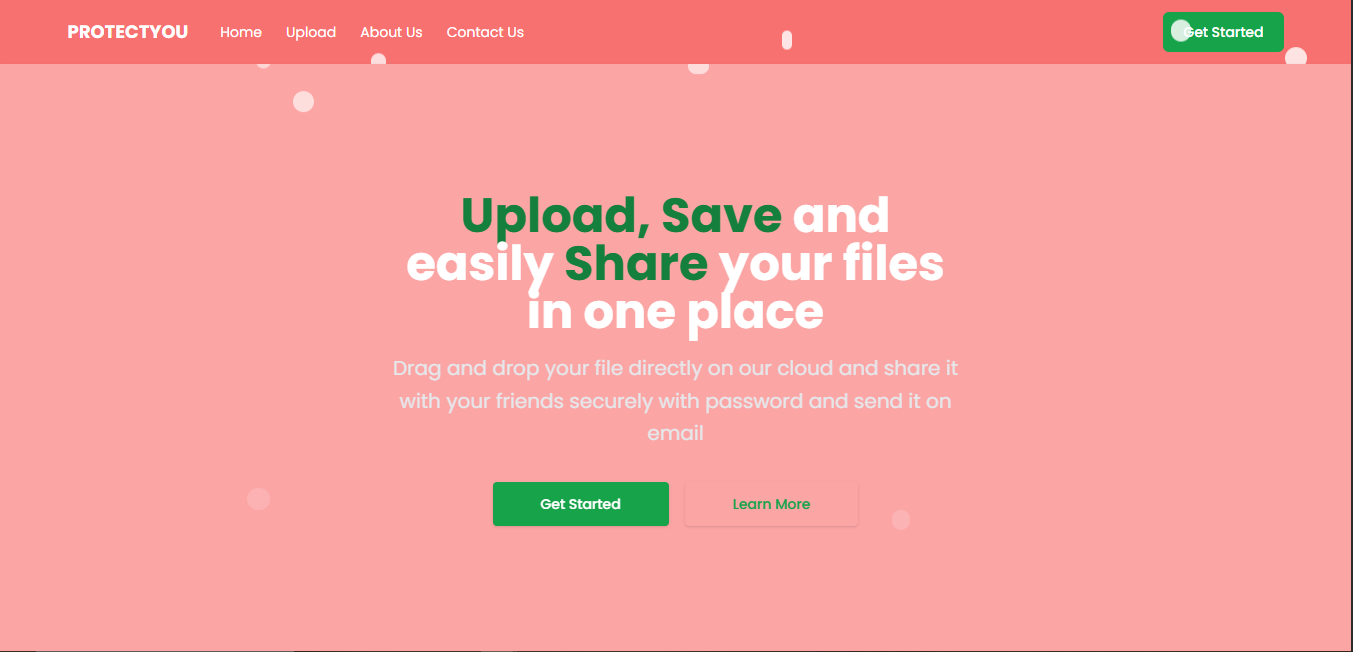 PROTECTYOU Home Upload About Us Contact Us Get Started
Upload, Save and
easily Share your files
in one place
Drag and drop your file directly on our cloud and share it
with your friends securely with password and send it on
email
Get Started Learn More